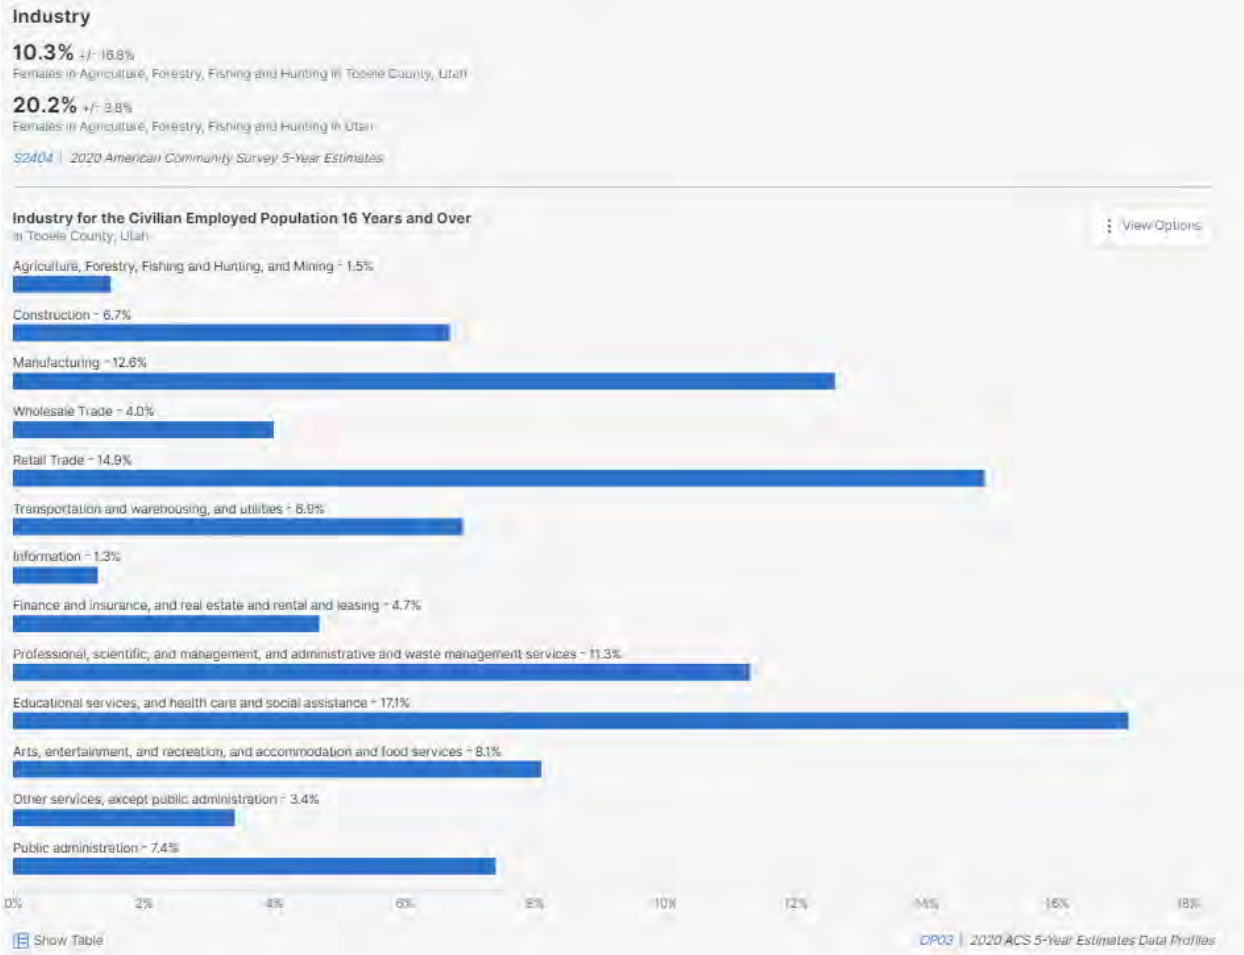 Industry
10.3% +/- 16.8%
Females in Agriculture, Forestry, Fishing and Hunting in Tooele County, Utah
20.2% +/- 3.8%
Females in Agriculture, Forestry, Fishing and Hunting in Utah
S2404 | 2020 American Community Survey 5-Year Estimates
Industry for the Civilian Employed Population 16 Years and Over
in Tooele County, Utah
⋮ View Options
Agriculture, Forestry, Fishing and Hunting, and Mining - 1.5%
Construction - 6.7%
Manufacturing - 12.6%
Wholesale Trade - 4.0%
Retail Trade - 14.9%
Transportation and warehousing, and utilities - 6.9%
Information - 1.3%
Finance and insurance, and real estate and rental and leasing - 4.7%
Professional, scientific, and management, and administrative and waste management services - 11.3%
Educational services, and health care and social assistance - 17.1%
Arts, entertainment, and recreation, and accommodation and food services - 8.1%
Other services, except public administration - 3.4%
Public administration - 7.4%
0% 2% 4% 6% 8% 10% 12% 14% 16% 18%
Show Table
DP03 | 2020 ACS 5-Year Estimates Data Profiles